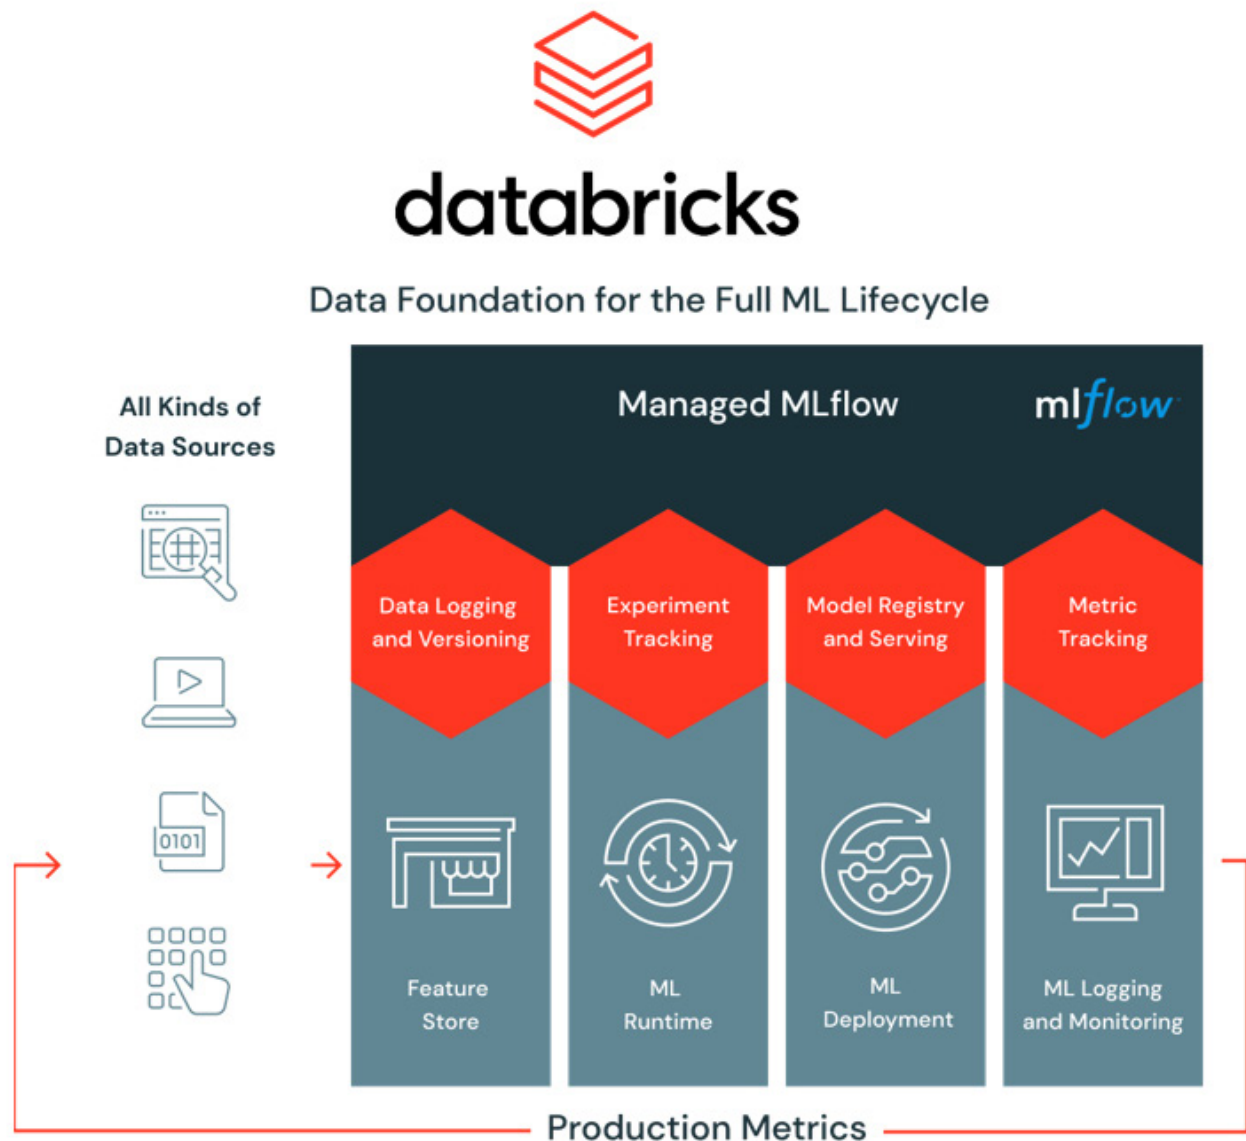 databricks
Data Foundation for the Full ML Lifecycle
All Kinds of
Data Sources
0101
Managed MLflow
mlflow
Data Logging
and Versioning
Experiment
Tracking
Model Registry
and Serving
Metric
Tracking
Feature
Store
ML
Runtime
ML
Deployment
ML Logging
and Monitoring
Production Metrics